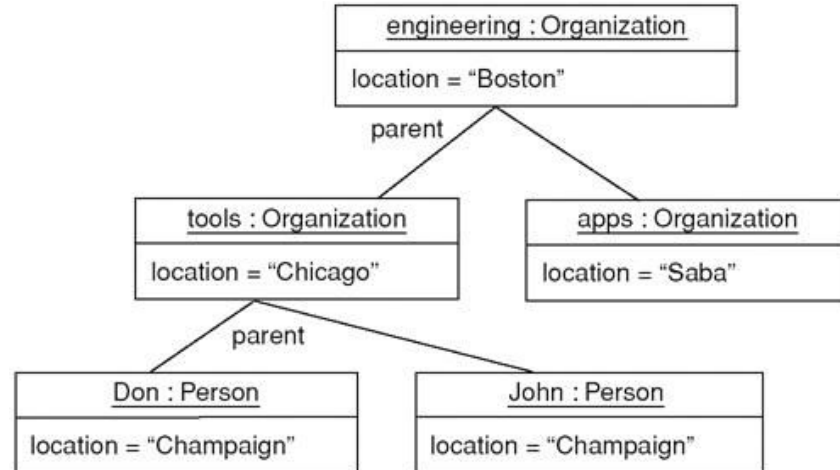 engineering : Organization
location = “Boston”
parent
tools : Organization
apps : Organization
location = “Chicago”
location = “Saba”
parent
Don : Person
John : Person
location = “Champaign”
location = “Champaign”